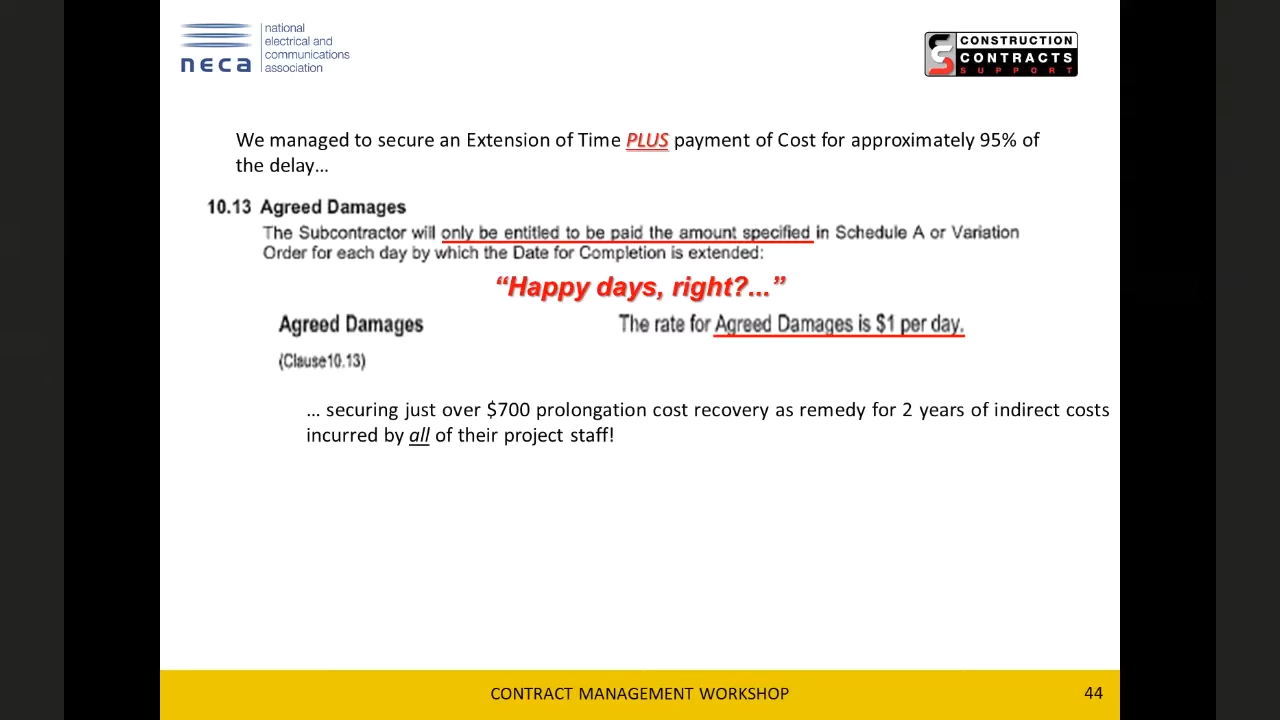 neca
national
electrical and
communications
association
CONSTRUCTION
CONTRACTS
SUPPORT
We managed to secure an Extension of Time PLUS payment of Cost for approximately 95% of
the delay...
10.13 Agreed Damages
The Subcontractor will only be entitled to be paid the amount specified in Schedule A or Variation
Order for each day by which the Date for Completion is extended:
“Happy days, right?...”
Agreed Damages The rate for Agreed Damages is $1 per day.
(Clause10.13)
... securing just over $700 prolongation cost recovery as remedy for 2 years of indirect costs
incurred by all of their project staff!
CONTRACT MANAGEMENT WORKSHOP 44